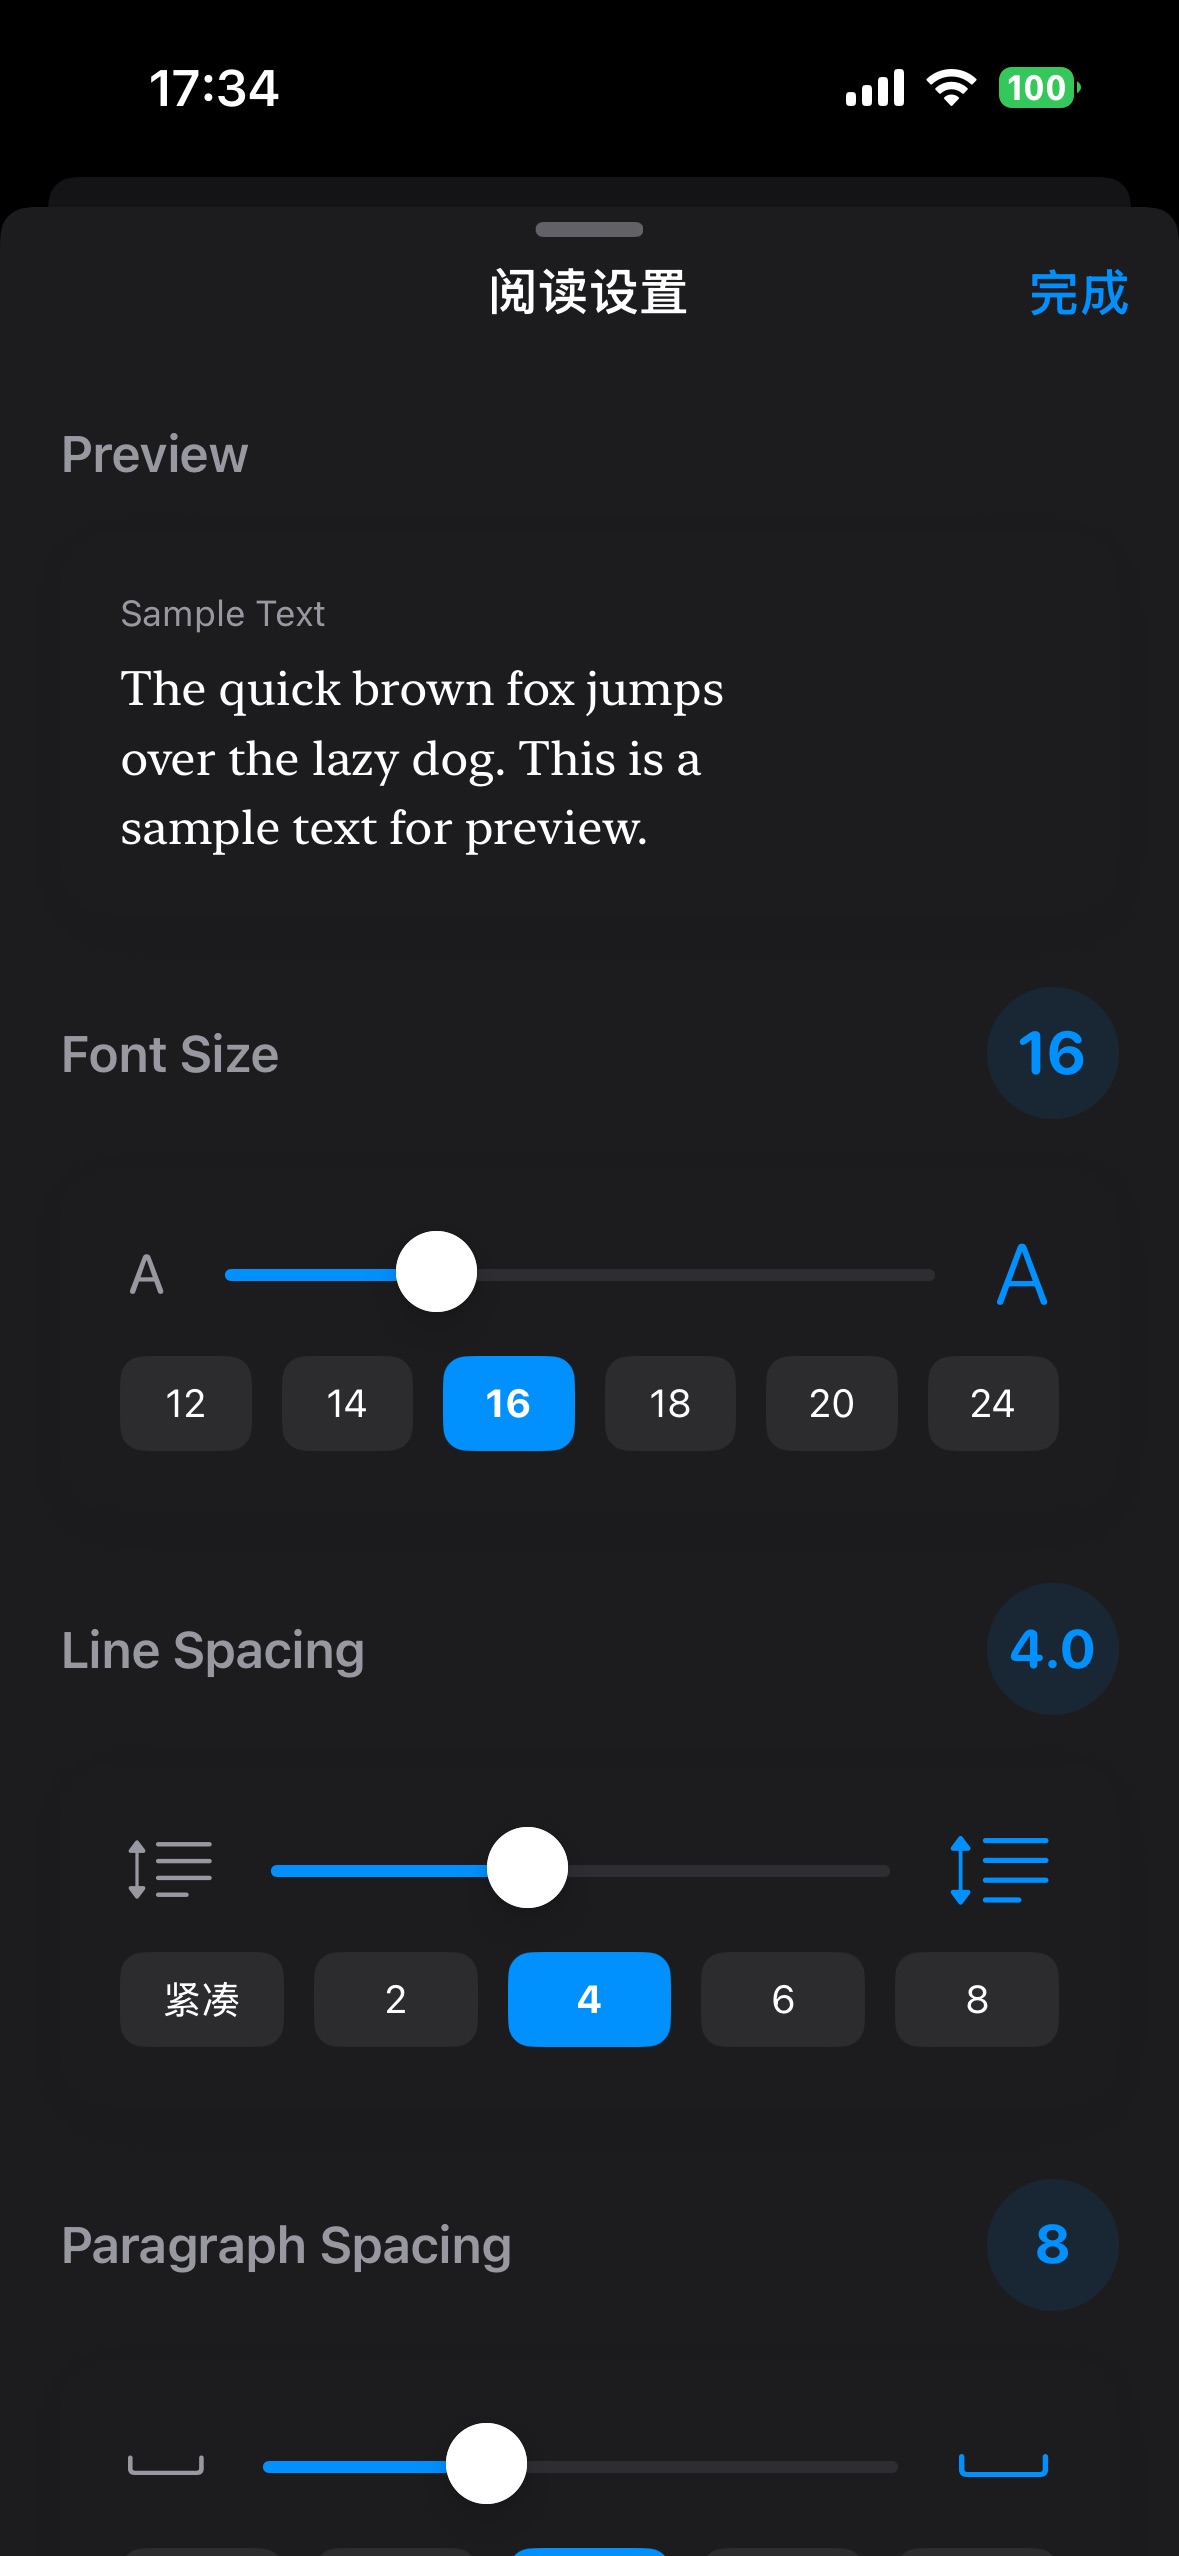 17:34
100
阅读设置
完成
Preview
Sample Text
The quick brown fox jumps
over the lazy dog. This is a
sample text for preview.
Font Size
16
A
A
12
14
16
18
20
24
Line Spacing
4.0
紧凑
2
4
6
8
Paragraph Spacing
8